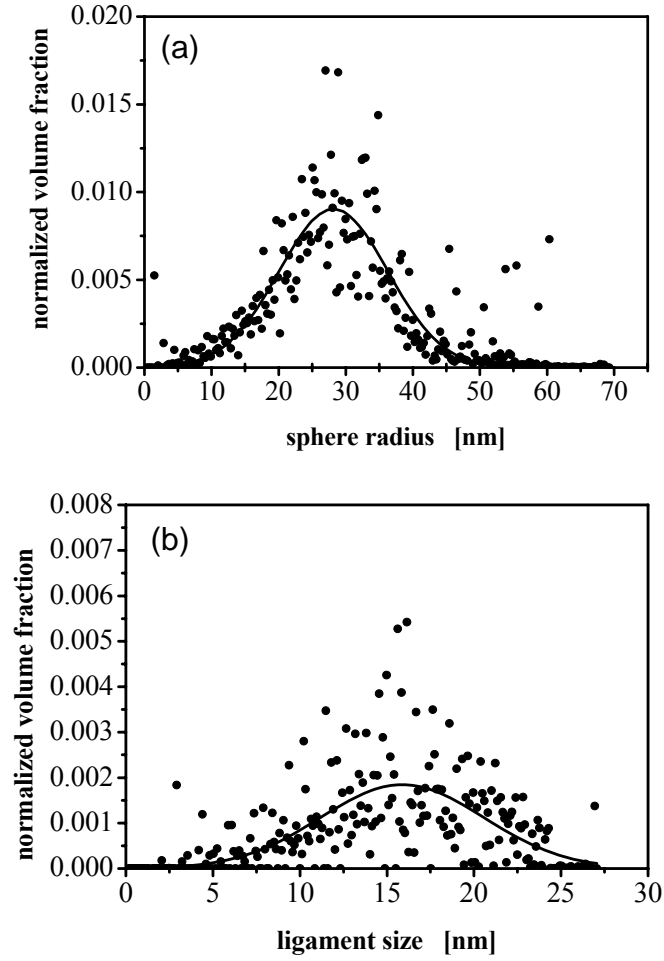 0.020
(a)
0.015
0.010
0.005
0.000
0 10 20 30 40 50 60 70
normalized volume fraction
sphere radius [nm]
0.008
(b)
0.007
0.006
0.005
0.004
0.003
0.002
0.001
0.000
0 5 10 15 20 25 30
normalized volume fraction
ligament size [nm]